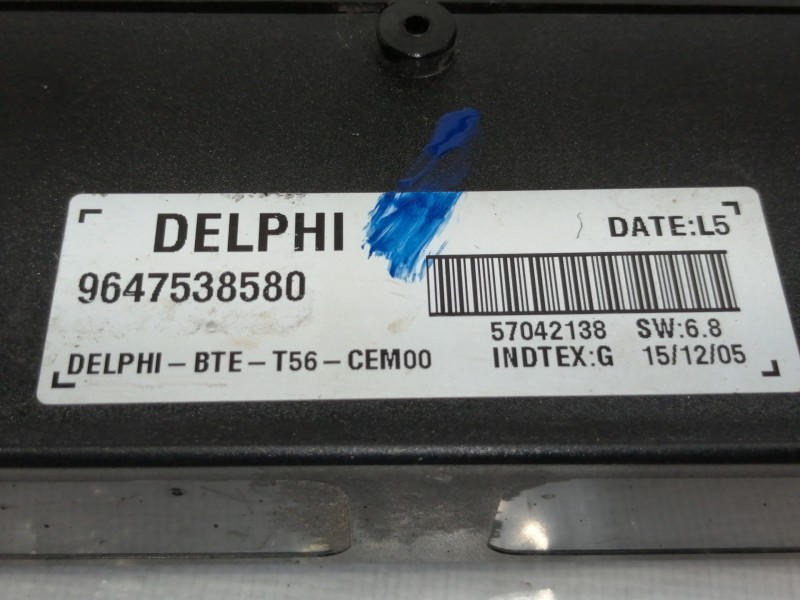 DELPHI
DATE:L5
9647538580
57042138 SW:6.8
DELPHI-BTE-T56-CEM00
INDTEX:G 15/12/05